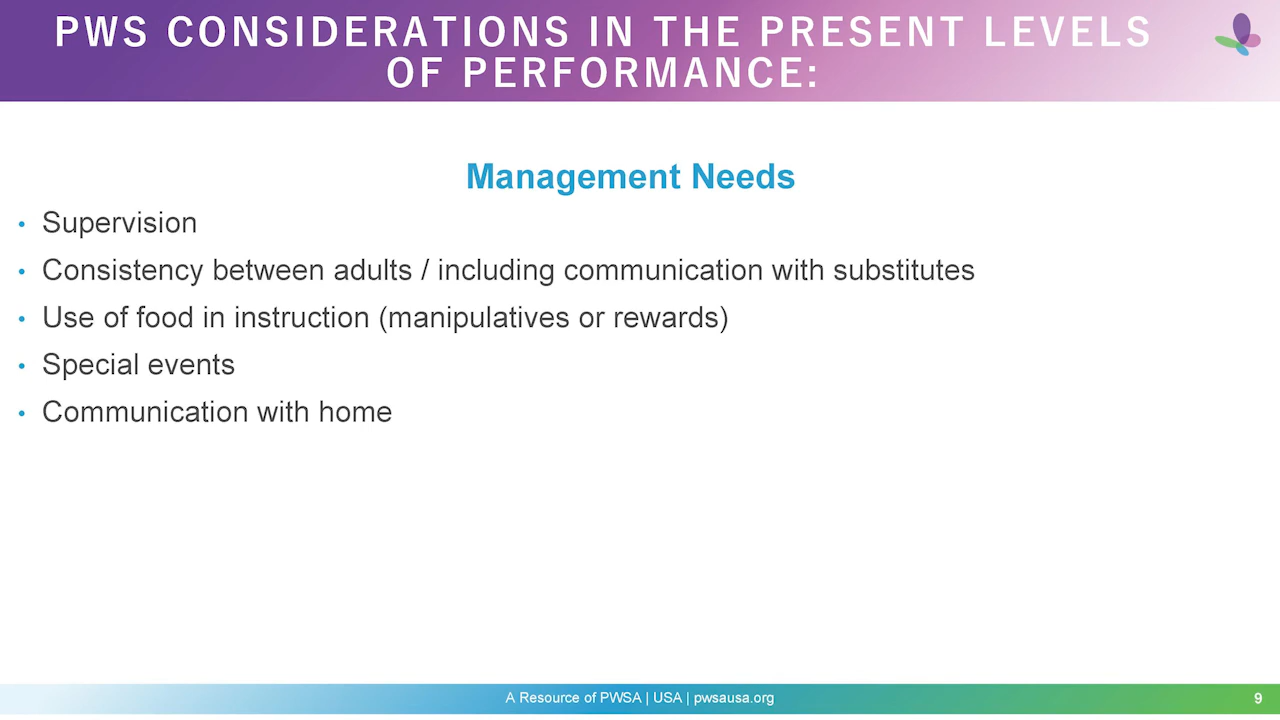 PWS CONSIDERATIONS IN THE PRESENT LEVELS
OF PERFORMANCE:
Management Needs
• Supervision
• Consistency between adults / including communication with substitutes
• Use of food in instruction (manipulatives or rewards)
• Special events
• Communication with home
A Resource of PWSA | USA | pwsausa.org
9